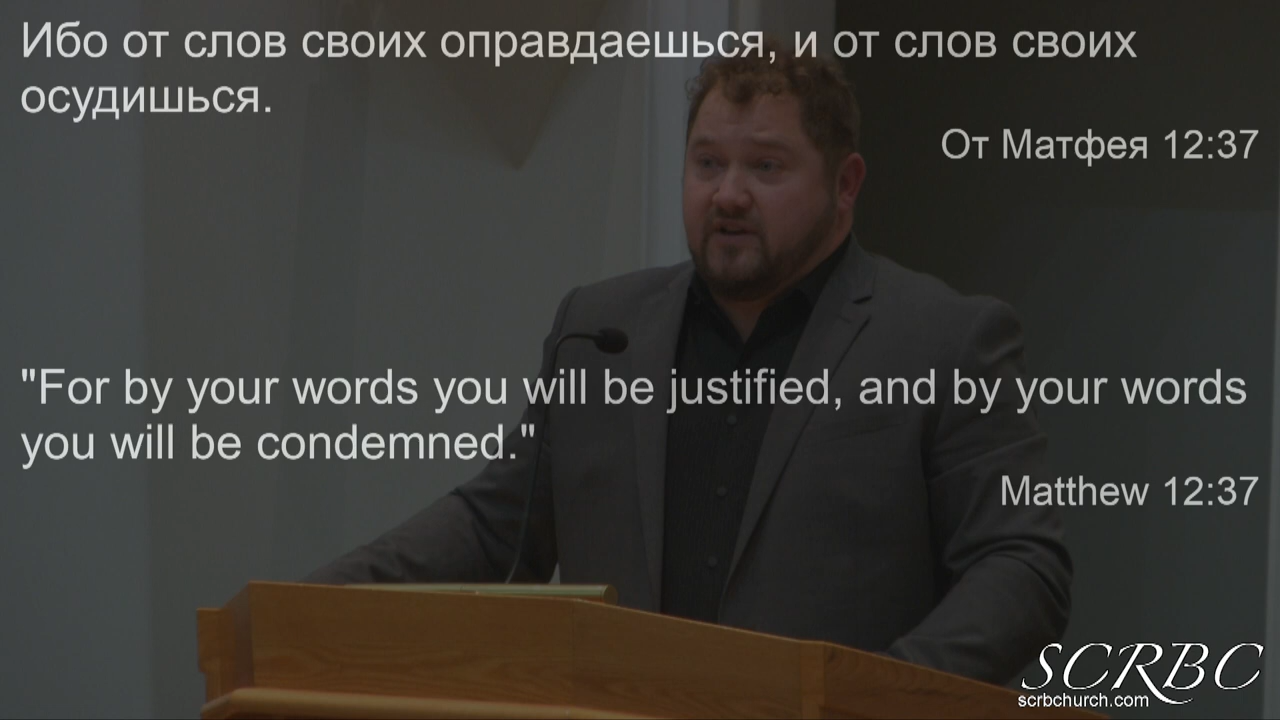 Ибо от слов своих оправдаешься, и от слов своих
осудишься.
От Матфея 12:37
"For by your words you will be justified, and by your words
you will be condemned."
Matthew 12:37
SCRBC
scrbchurch.com